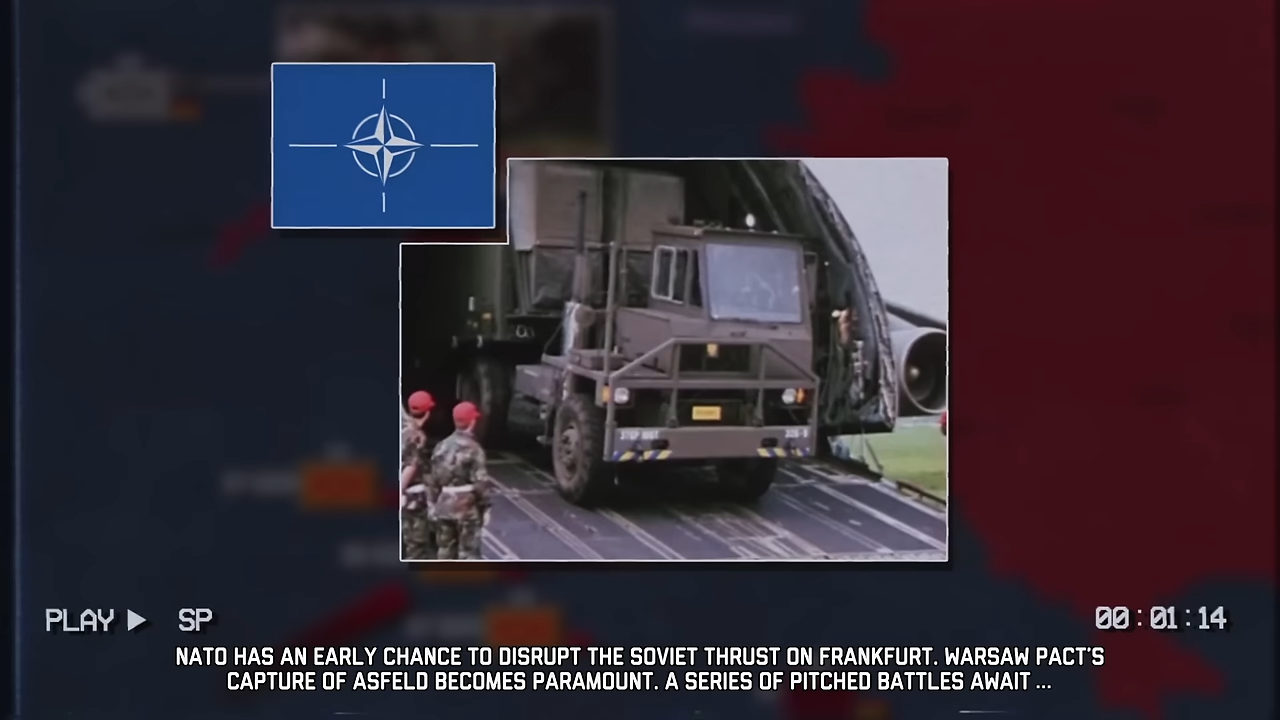 PLAY ▶ SP
00:01:14
NATO HAS AN EARLY CHANCE TO DISRUPT THE SOVIET THRUST ON FRANKFURT. WARSAW PACT'S
CAPTURE OF ASFELD BECOMES PARAMOUNT. A SERIES OF PITCHED BATTLES AWAIT ...